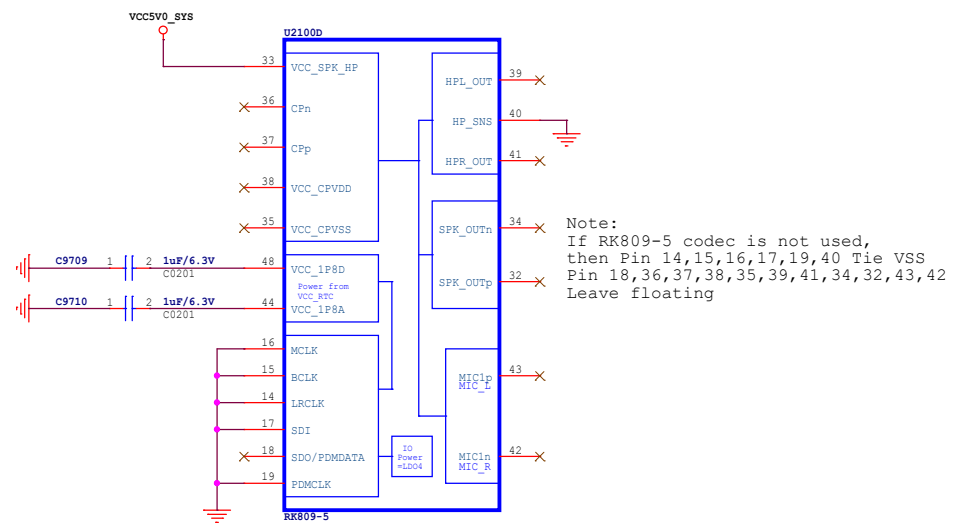 VCC5V0_SYS
U2100D
33 VCC_SPK_HP
36 CPn
37 CPp
38 VCC_CPVDD
35 VCC_CPVSS
C9709 1 2 1uF/6.3V 48 VCC_1P8D
C0201
Power from
VCC_RTC
C9710 1 2 1uF/6.3V 44 VCC_1P8A
C0201
16 MCLK
15 BCLK
14 LRCLK
17 SDI
18 SDO/PDMDATA
19 PDMCLK
IO
Power
=LDO4
HPL_OUT 39
HP_SNS 40
HPR_OUT 41
SPK_OUTn 34
SPK_OUTp 32
MIC1p 43
MIC_L
MIC1n 42
MIC_R
RK809-5
Note:
If RK809-5 codec is not used,
then Pin 14,15,16,17,19,40 Tie VSS
Pin 18,36,37,38,35,39,41,34,32,43,42
Leave floating